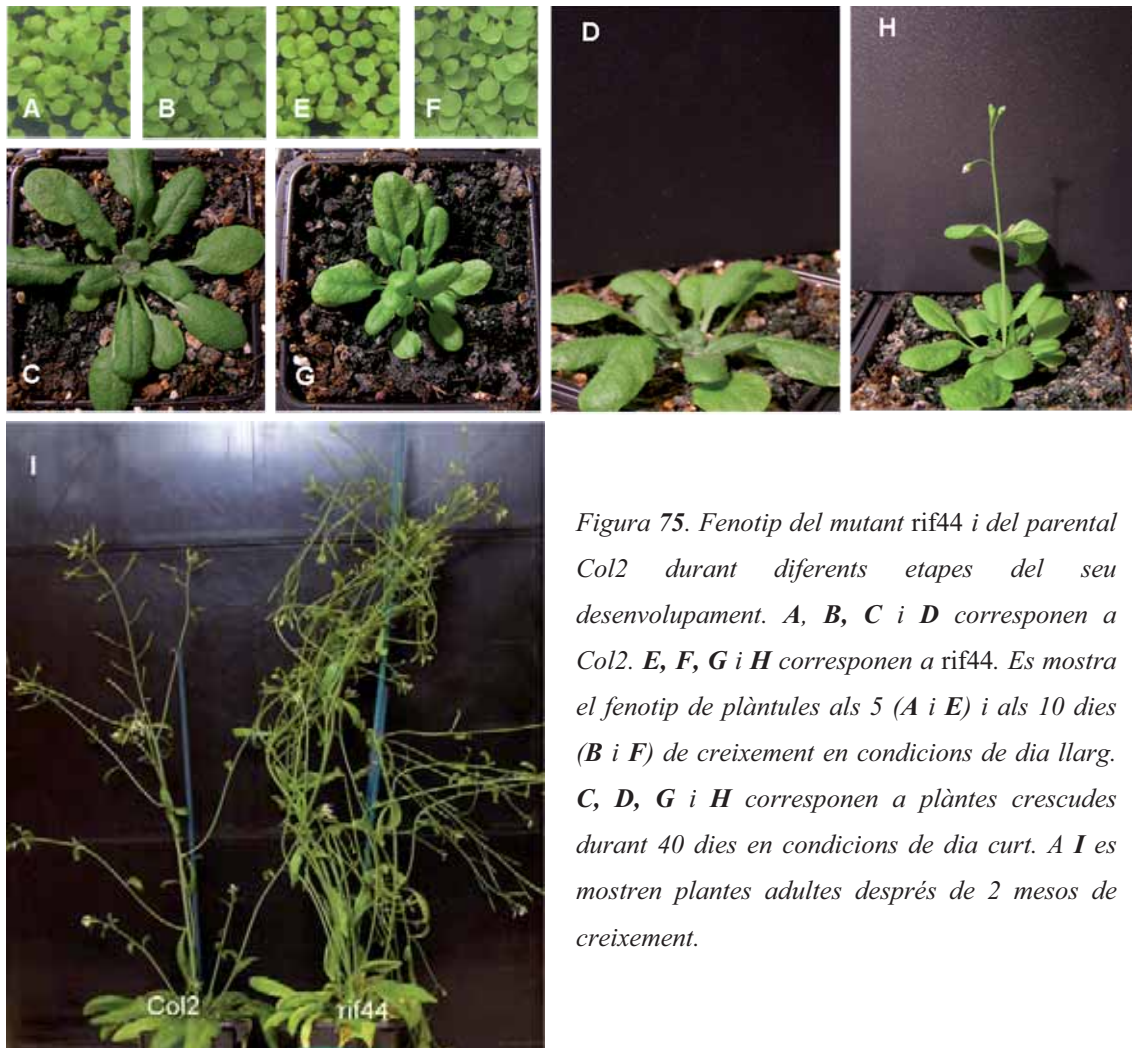 A
B
E
F
D
H
C
G
I
Col2
rif44
Figura 75. Fenotip del mutant rif44 i del parental
Col2 durant diferents etapes del seu
desenvolupament. A, B, C i D corresponen a
Col2. E, F, G i H corresponen a rif44. Es mostra
el fenotip de plàntules als 5 (A i E) i als 10 dies
(B i F) de creixement en condicions de dia llarg.
C, D, G i H corresponen a plàntes crescudes
durant 40 dies en condicions de dia curt. A I es
mostren plantes adultes després de 2 mesos de
creixement.